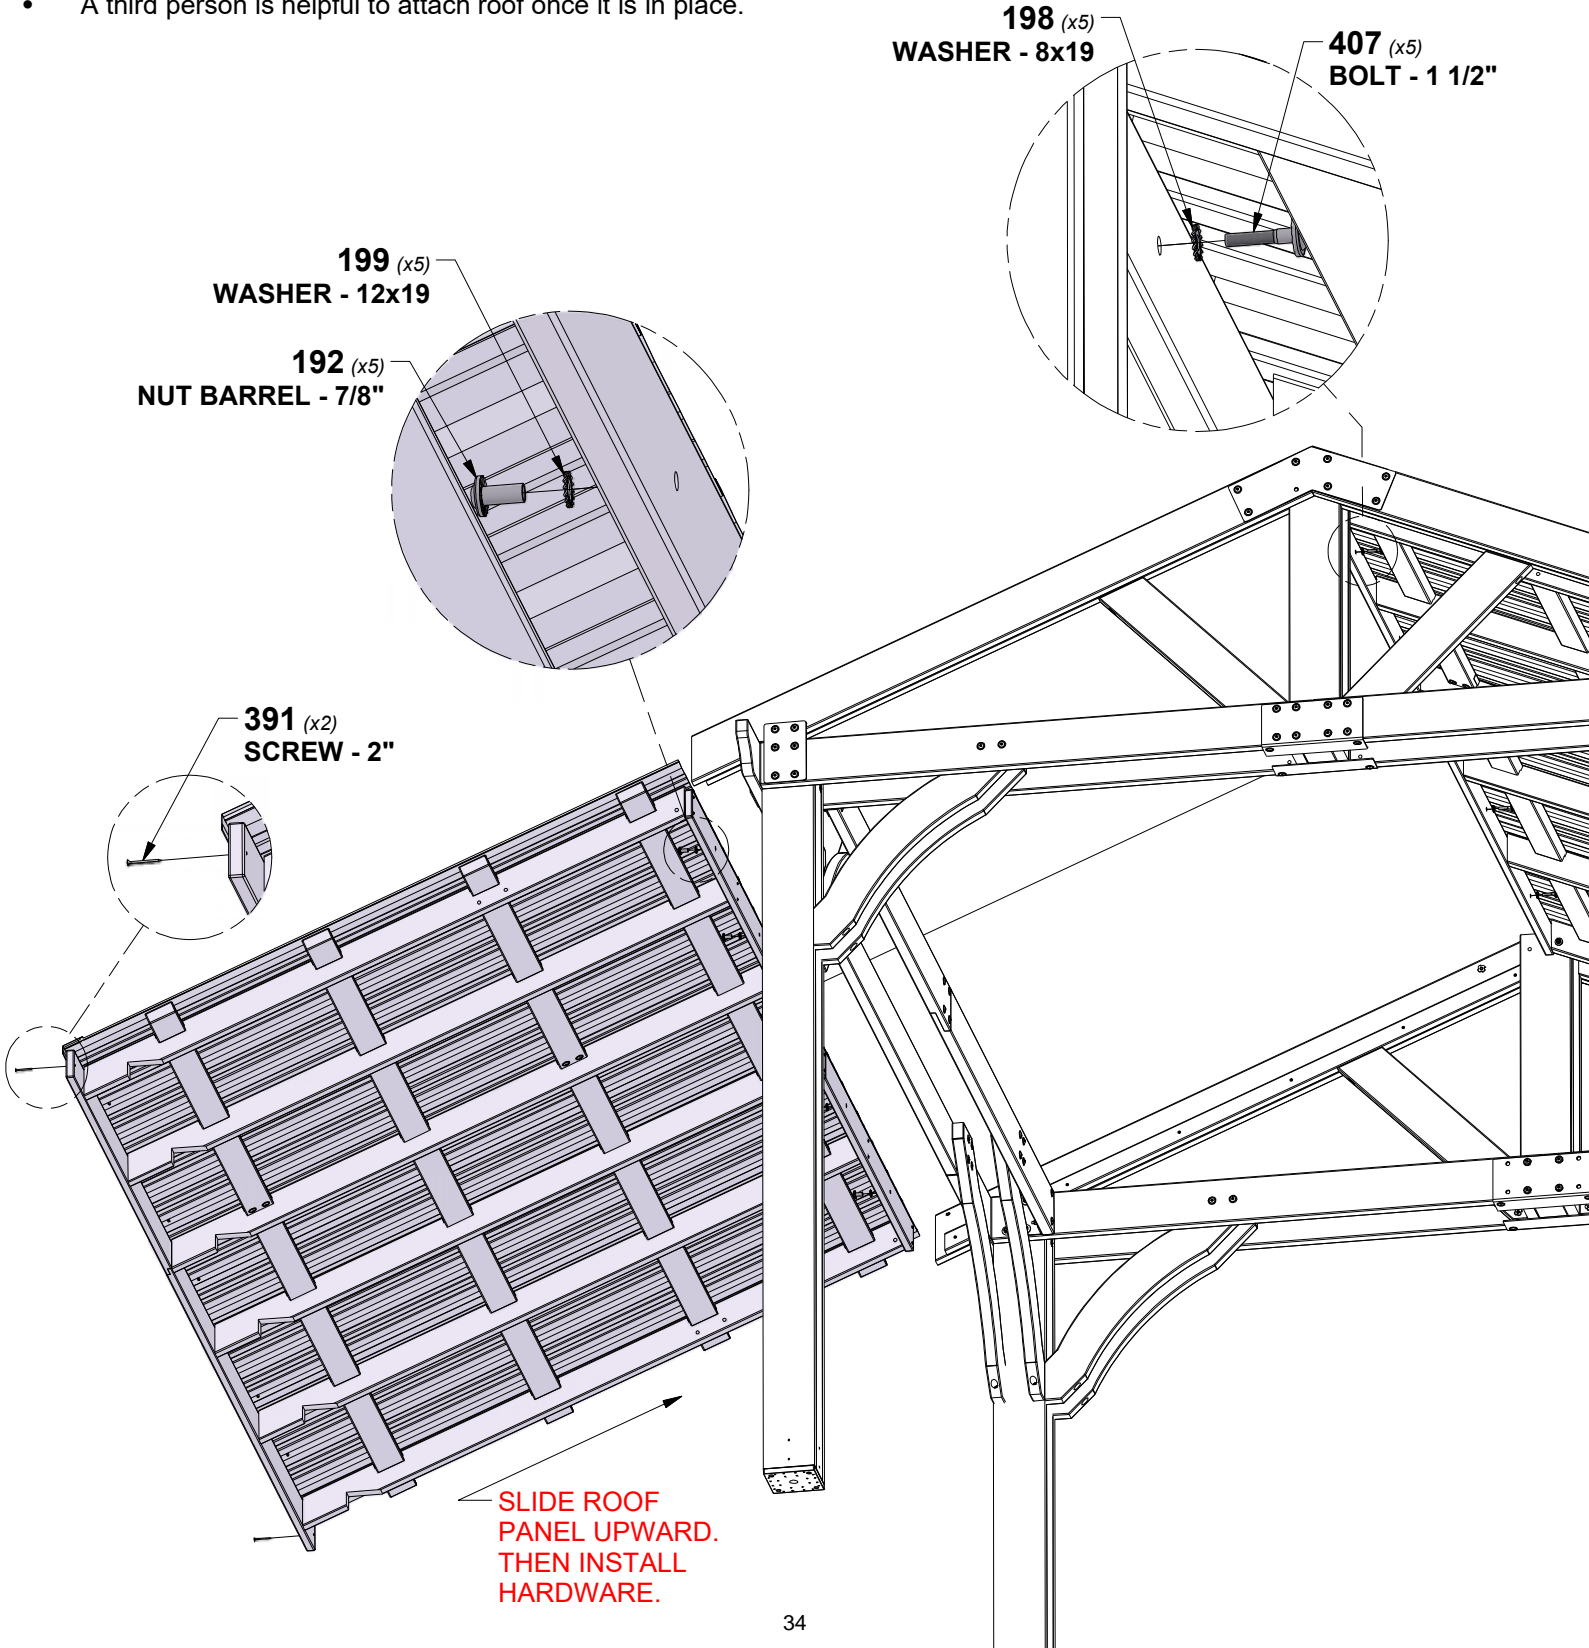 • A third person is helpful to attach roof once it is in place.
198 (x5)
WASHER - 8x19
407 (x5)
BOLT - 1 1/2"
199 (x5)
WASHER - 12x19
192 (x5)
NUT BARREL - 7/8"
391 (x2)
SCREW - 2"
SLIDE ROOF
PANEL UPWARD.
THEN INSTALL
HARDWARE.
34